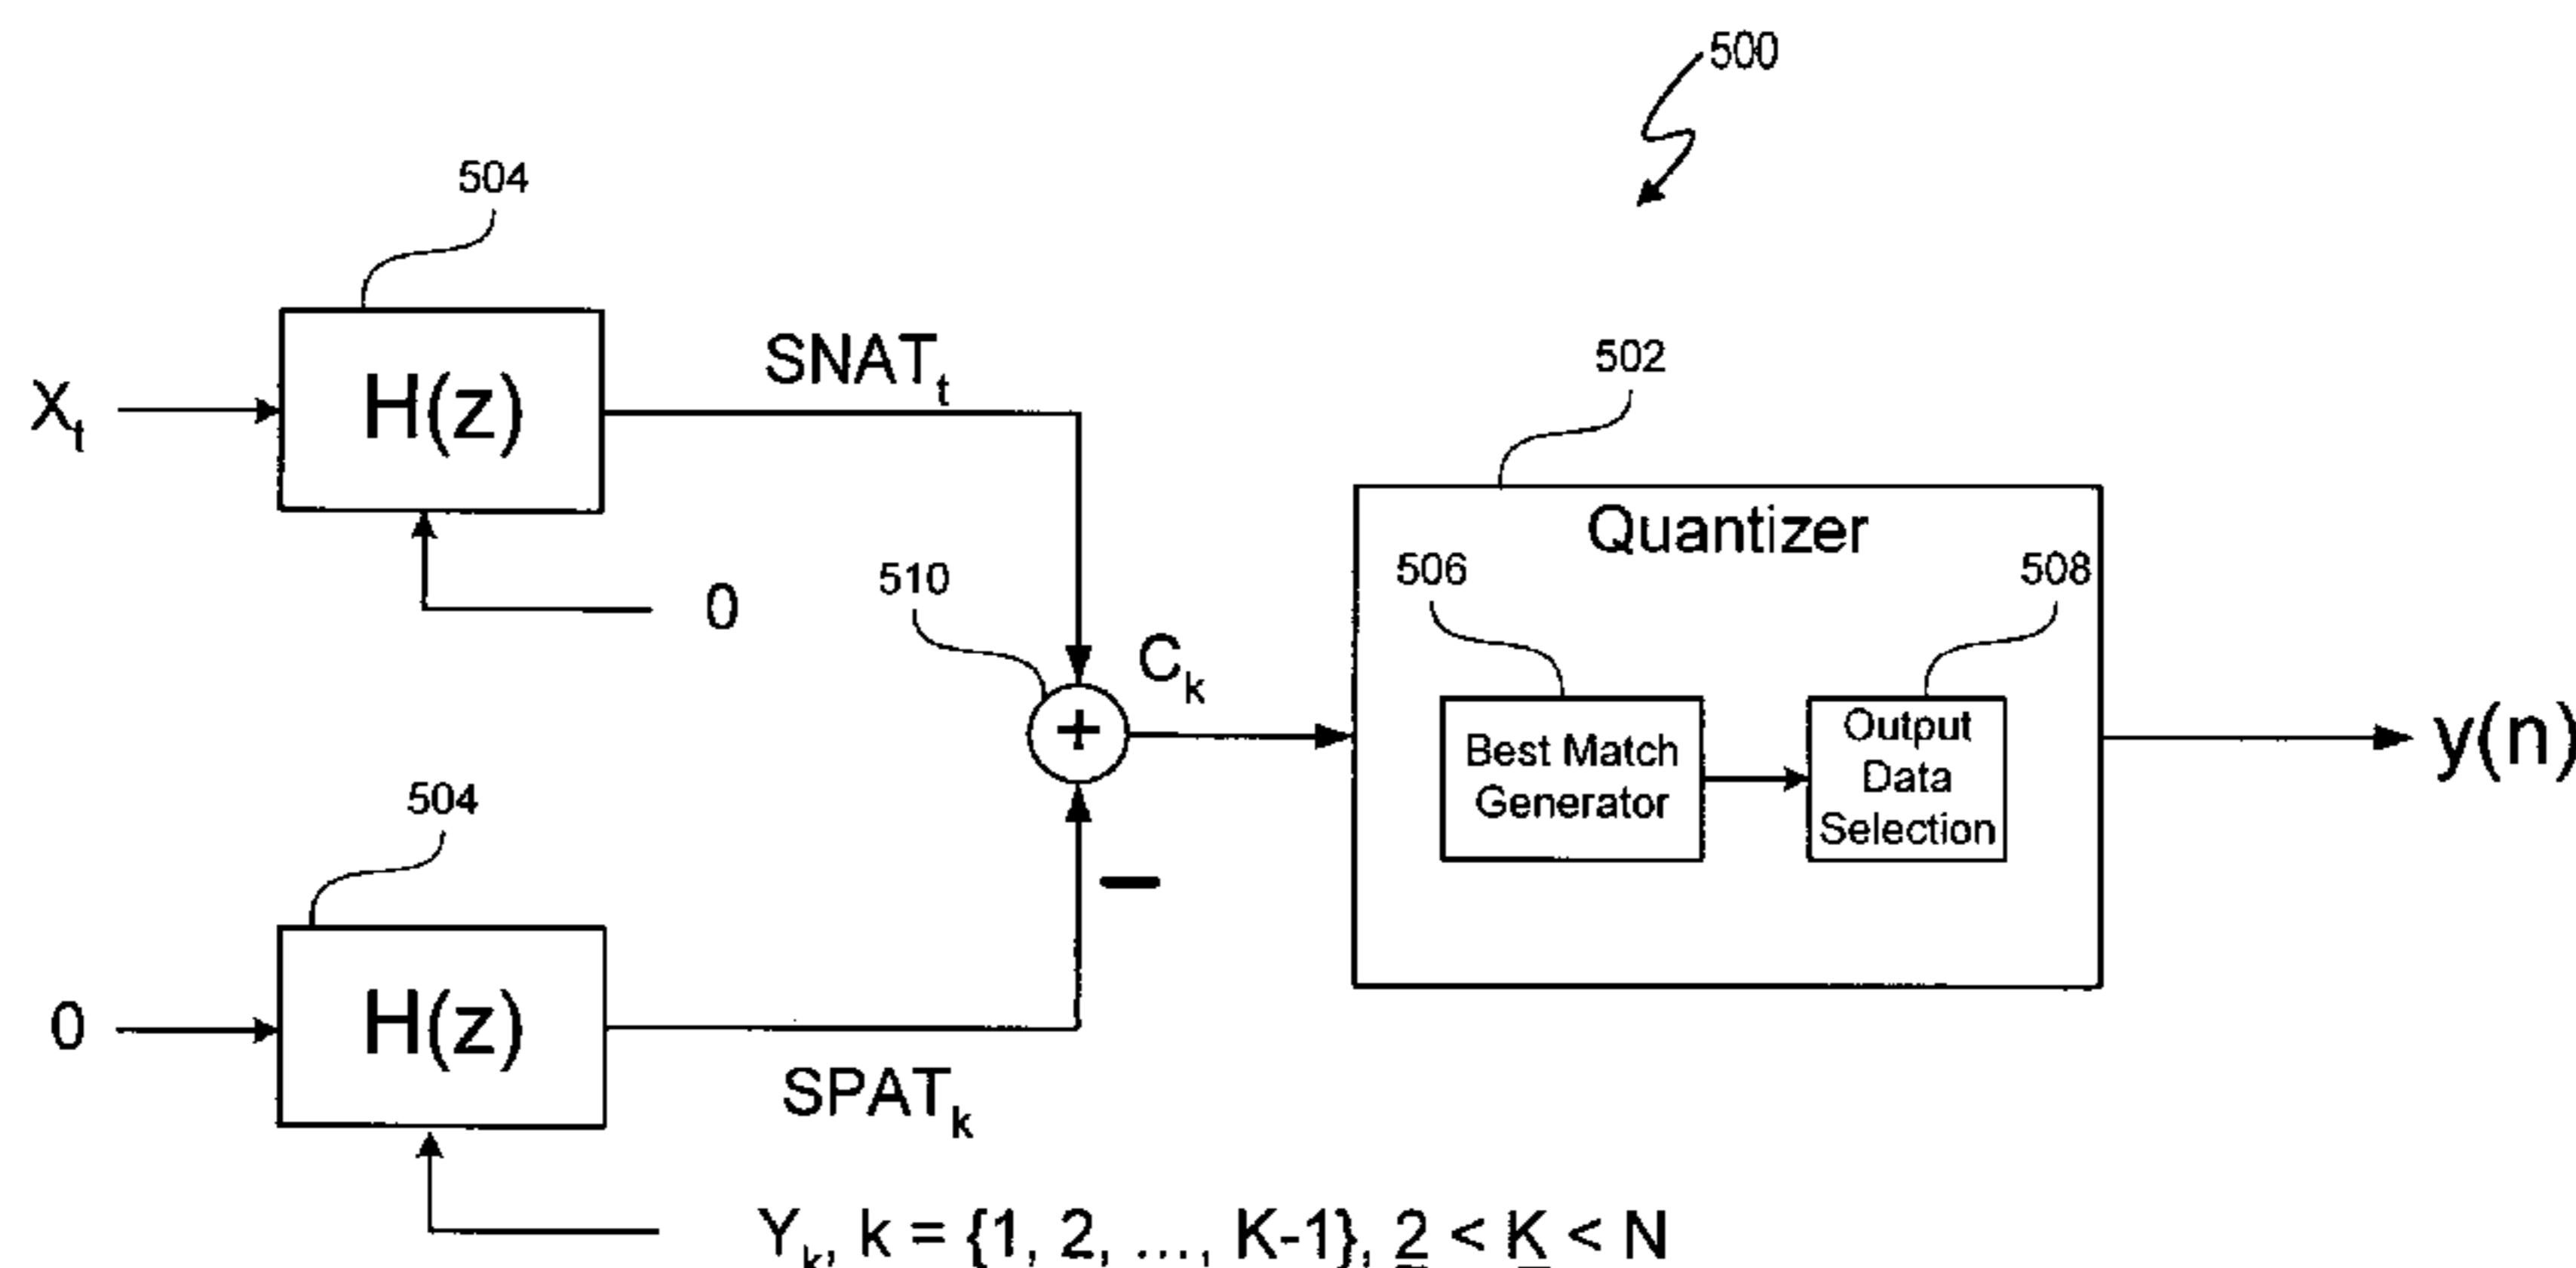 500
504
X_t
H(z)
SNAT_t
0
502
Quantizer
506
508
510
C_k
Best Match
Generator
Output
Data
Selection
y(n)
504
0
H(z)
SPAT_k
Y_k, k = {1, 2, ..., K-1}, 2 < K < N